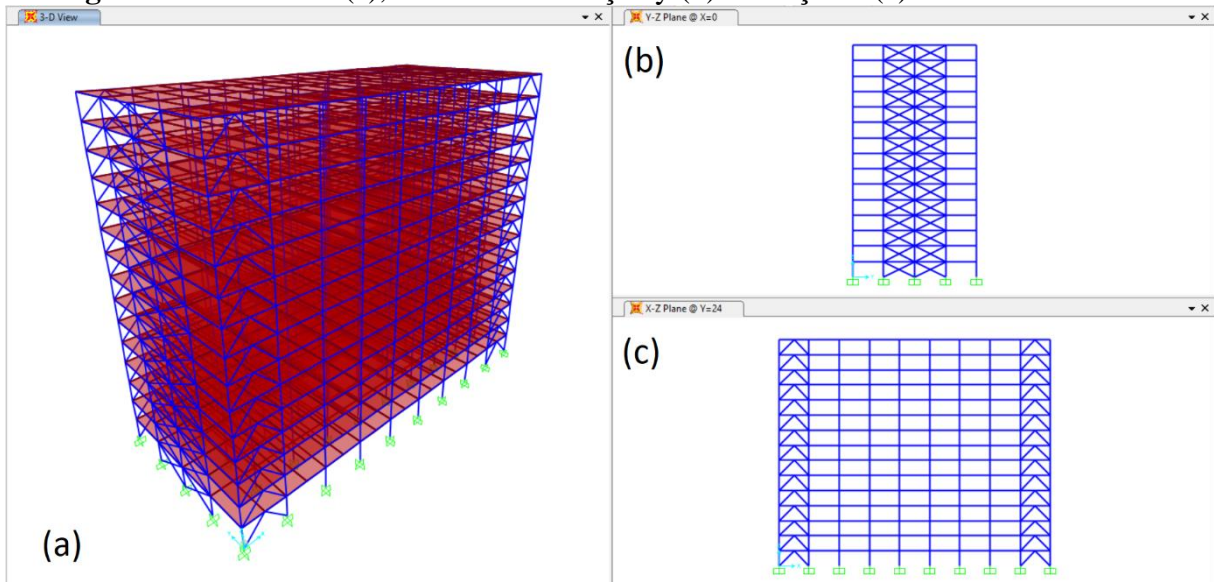 3-D View
Y-Z Plane @ X=0
(b)
X-Z Plane @ Y=24
(c)
(a)